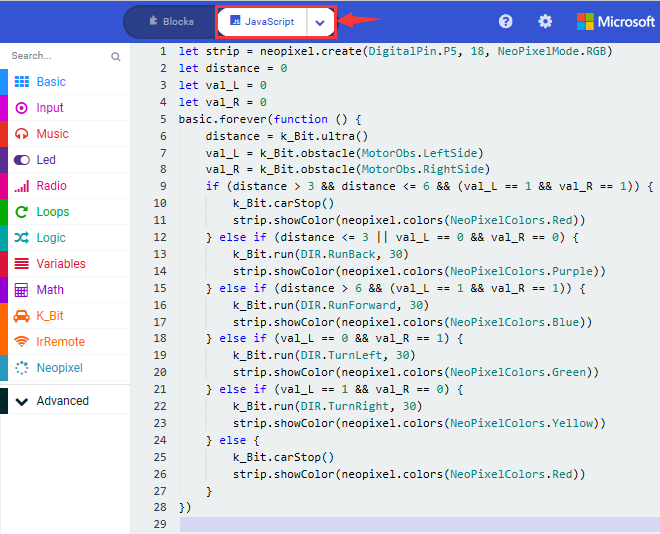 Blocks
JavaScript
Microsoft
Search...
Basic
Input
Music
Led
Radio
Loops
Logic
Variables
Math
K_Bit
IrRemote
Neopixel
Advanced
1 let strip = neopixel.create(DigitalPin.P5, 18, NeoPixelMode.RGB)
2 let distance = 0
3 let val_L = 0
4 let val_R = 0
5 basic.forever(function () {
6     distance = k_Bit.ultra()
7     val_L = k_Bit.obstacle(MotorObs.LeftSide)
8     val_R = k_Bit.obstacle(MotorObs.RightSide)
9     if (distance > 3 && distance <= 6 && (val_L == 1 && val_R == 1)) {
10         k_Bit.carStop()
11         strip.showColor(neopixel.colors(NeoPixelColors.Red))
12     } else if (distance <= 3 || val_L == 0 && val_R == 0) {
13         k_Bit.run(DIR.RunBack, 30)
14         strip.showColor(neopixel.colors(NeoPixelColors.Purple))
15     } else if (distance > 6 && (val_L == 1 && val_R == 1)) {
16         k_Bit.run(DIR.RunForward, 30)
17         strip.showColor(neopixel.colors(NeoPixelColors.Blue))
18     } else if (val_L == 0 && val_R == 1) {
19         k_Bit.run(DIR.TurnLeft, 30)
20         strip.showColor(neopixel.colors(NeoPixelColors.Green))
21     } else if (val_L == 1 && val_R == 0) {
22         k_Bit.run(DIR.TurnRight, 30)
23         strip.showColor(neopixel.colors(NeoPixelColors.Yellow))
24     } else {
25         k_Bit.carStop()
26         strip.showColor(neopixel.colors(NeoPixelColors.Red))
27     }
28 })
29